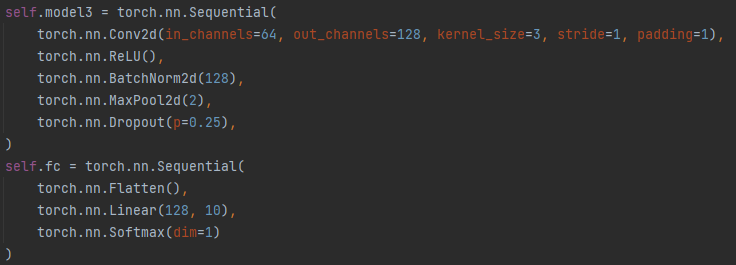 self.model3 = torch.nn.Sequential(
    torch.nn.Conv2d(in_channels=64, out_channels=128, kernel_size=3, stride=1, padding=1),
    torch.nn.ReLU(),
    torch.nn.BatchNorm2d(128),
    torch.nn.MaxPool2d(2),
    torch.nn.Dropout(p=0.25),
)
self.fc = torch.nn.Sequential(
    torch.nn.Flatten(),
    torch.nn.Linear(128, 10),
    torch.nn.Softmax(dim=1)
)